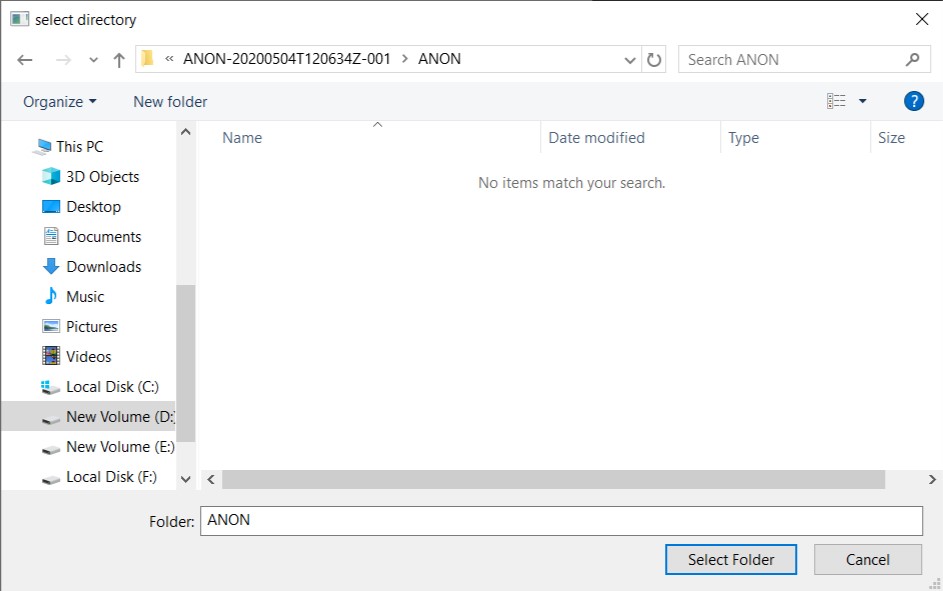 select directory
« ANON-20200504T120634Z-001 > ANON
Search ANON
Organize
New folder
?
Name
Date modified
Type
Size
No items match your search.
This PC
3D Objects
Desktop
Documents
Downloads
Music
Pictures
Videos
Local Disk (C:)
New Volume (D:
New Volume (E:)
Local Disk (F:)
Folder: ANON
Select Folder
Cancel